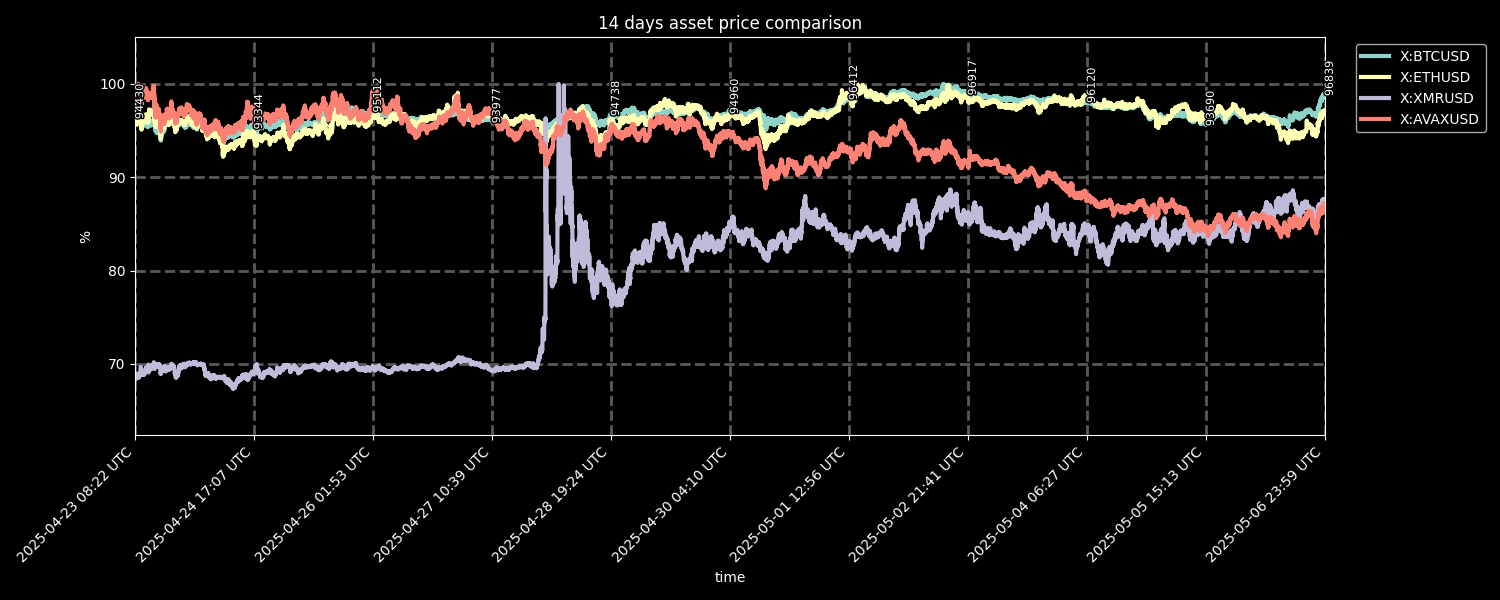 14 days asset price comparison
X:BTCUSD
X:ETHUSD
X:XMRUSD
X:AVAXUSD
100
90
80
70
%
94430
93344
95112
93977
94738
94960
96412
96917
96120
93690
96839
2025-04-23 08:22 UTC
2025-04-24 17:07 UTC
2025-04-26 01:53 UTC
2025-04-27 10:39 UTC
2025-04-28 19:24 UTC
2025-04-30 04:10 UTC
2025-05-01 12:56 UTC
2025-05-02 21:41 UTC
2025-05-04 06:27 UTC
2025-05-05 15:13 UTC
2025-05-06 23:59 UTC
time